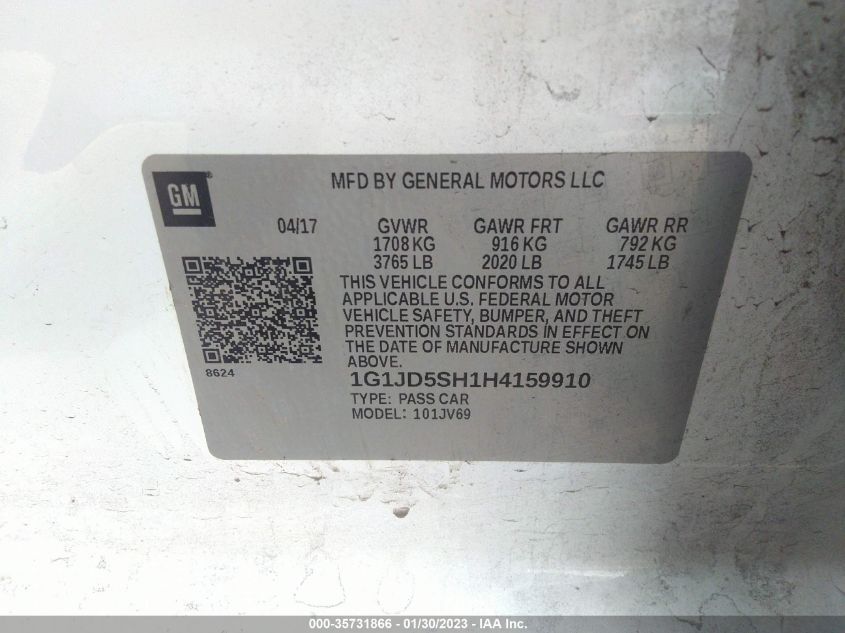 GM
MFD BY GENERAL MOTORS LLC
04/17 GVWR GAWR FRT GAWR RR
1708 KG 916 KG 792 KG
3765 LB 2020 LB 1745 LB
THIS VEHICLE CONFORMS TO ALL
APPLICABLE U.S. FEDERAL MOTOR
VEHICLE SAFETY, BUMPER, AND THEFT
PREVENTION STANDARDS IN EFFECT ON
THE DATE OF MANUFACTURE SHOWN
ABOVE.
8624
1G1JD5SH1H4159910
TYPE: PASS CAR
MODEL: 101JV69
000-35731866 - 01/30/2023 - IAA Inc.